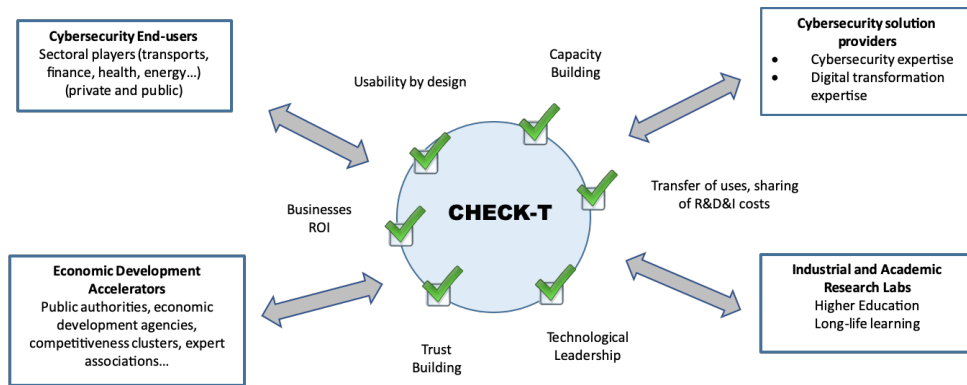 Cybersecurity End-users
Sectoral players (transports,
finance, health, energy…)
(private and public)
Usability by design
Capacity
Building
Cybersecurity solution
providers
• Cybersecurity expertise
• Digital transformation
expertise
Businesses
ROI
CHECK-T
Transfer of uses, sharing
of R&D&I costs
Economic Development
Accelerators
Public authorities, economic
development agencies,
competitiveness clusters, expert
associations…
Trust
Building
Technological
Leadership
Industrial and Academic
Research Labs
Higher Education
Long-life learning